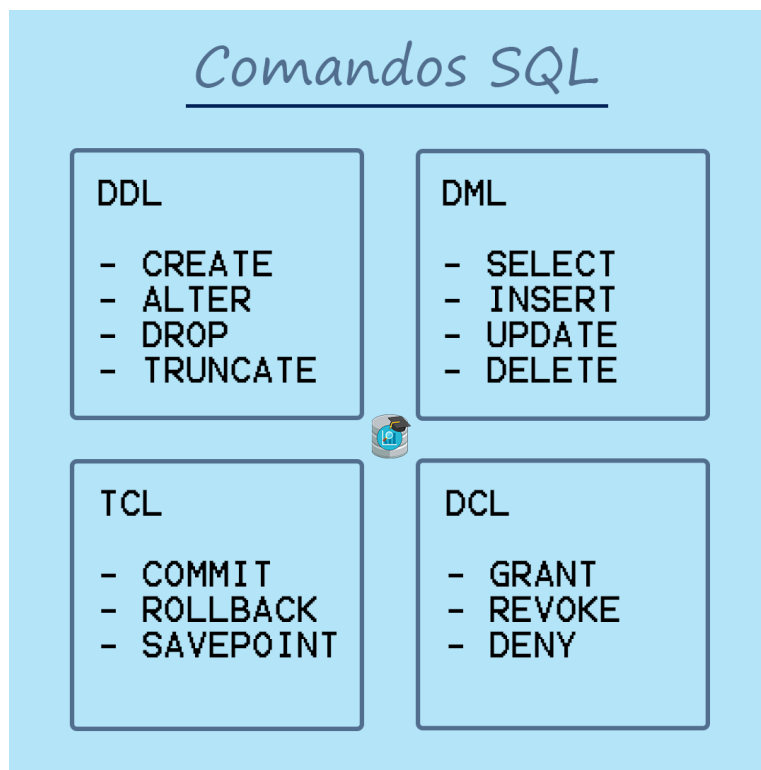 Comandos SQL
DDL
- CREATE
- ALTER
- DROP
- TRUNCATE
DML
- SELECT
- INSERT
- UPDATE
- DELETE
TCL
- COMMIT
- ROLLBACK
- SAVEPOINT
DCL
- GRANT
- REVOKE
- DENY